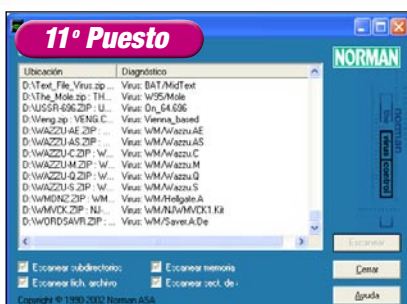 11º Puesto
NORMAN
Ubicación Diagnóstico
D:\Text_File_Virus.zip ... Virus: BAT/MidText
D:\The_Mole.zip : TH... Virus: W95/Mole
D:\USSR-696.ZIP : U... Virus: On_64.696
D:\Veng.zip : VENG.C... Virus: Vienna_based
D:\WAZZU-AE.ZIP : ... Virus: WM/Wazzu.AE
D:\WAZZU-AS.ZIP : ... Virus: WM/Wazzu.AS
D:\WAZZU-C.ZIP : W... Virus: WM/Wazzu.C
D:\WAZZU-M.ZIP : W... Virus: WM/Wazzu.M
D:\WAZZU-Q.ZIP : W... Virus: WM/Wazzu.Q
D:\WAZZU-S.ZIP : W... Virus: WM/Wazzu.S
D:\WMDNZ.ZIP : WM... Virus: WM/Hellgate.A
D:\WMVCK.ZIP : NJ-... Virus: WM/NJWMVCK1.Kit
D:\WORDSAVR.ZIP : ... Virus: WM/Saver.A:De
norman
the virus control
Escanear
Escanear subdirectorios Escanear memoria
Escanear fich. archivo Escanear sect. de
Cerrar
Ayuda
Copyright © 1990-2002 Norman ASA